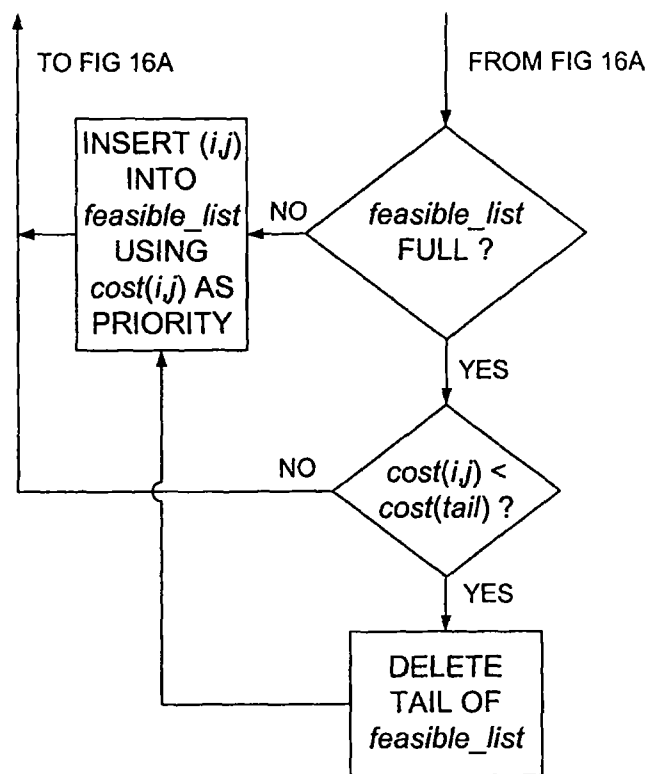 TO FIG 16A
FROM FIG 16A
INSERT (i,j)
INTO
feasible_list
USING
cost(i,j) AS
PRIORITY
NO
feasible_list
FULL ?
YES
NO
cost(i,j) <
cost(tail) ?
YES
DELETE
TAIL OF
feasible_list